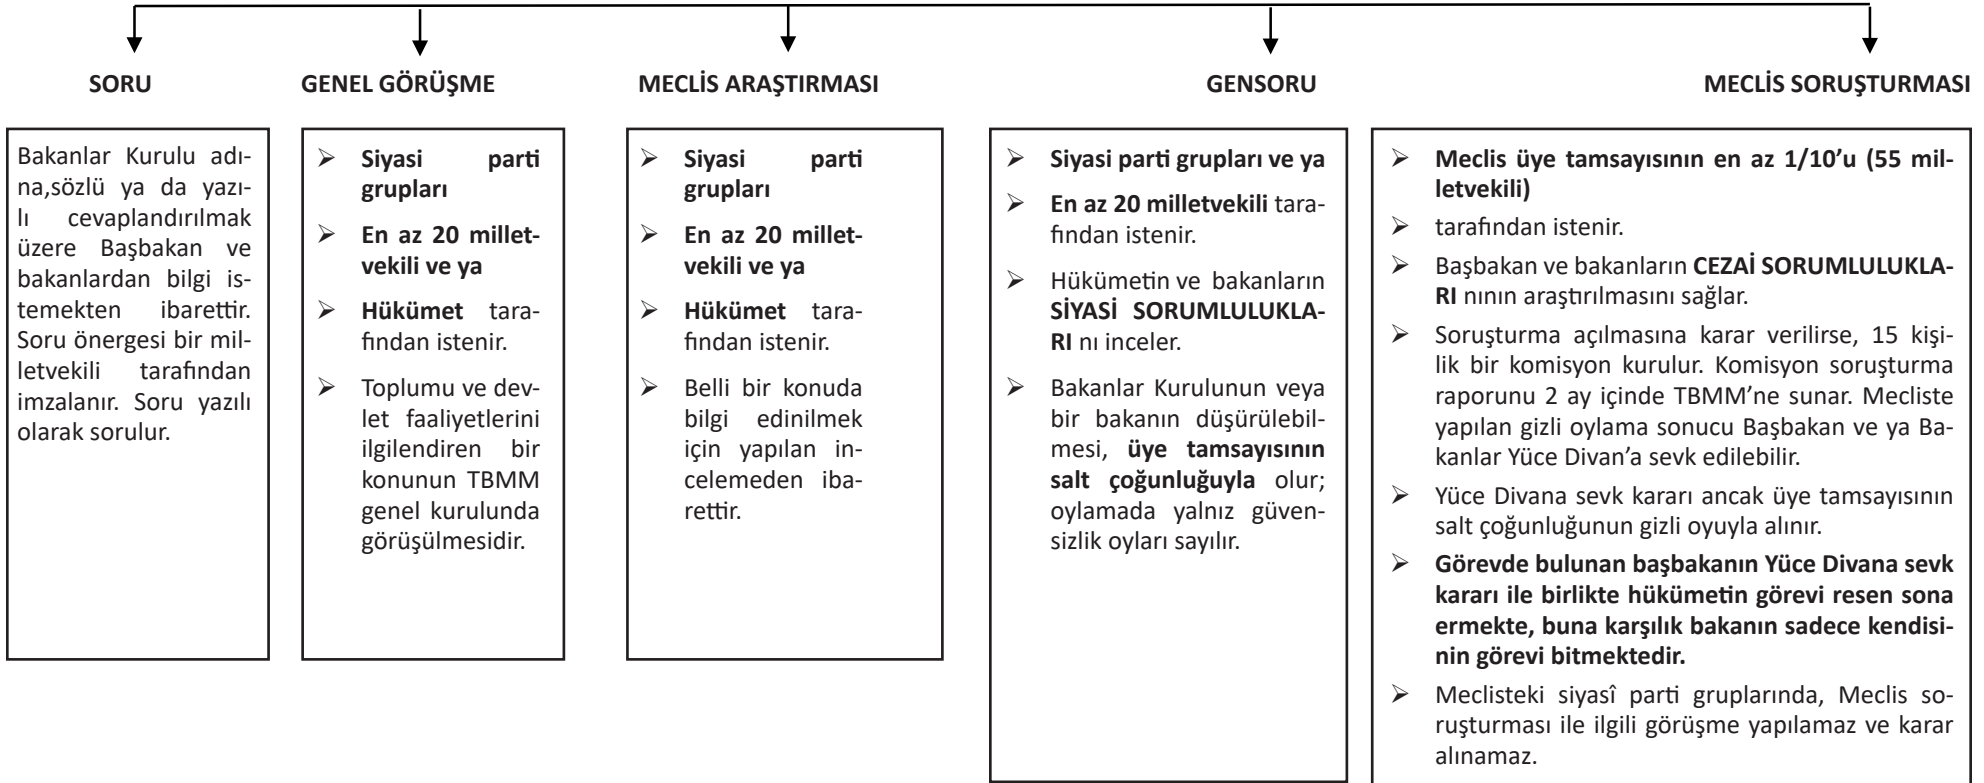 SORU
GENEL GÖRÜŞME
MECLİS ARAŞTIRMASI
GENSORU
MECLİS SORUŞTURMASI
Bakanlar Kurulu adı-
na,sözlü ya da yazı-
lı cevaplandırılmak
üzere Başbakan ve
bakanlardan bilgi is-
temekten ibarettir.
Soru önergesi bir mil-
letvekili tarafından
imzalanır. Soru yazılı
olarak sorulur.
➢ Siyasi parti
grupları
➢ En az 20 millet-
vekili ve ya
➢ Hükümet tara-
fından istenir.
➢ Toplumu ve dev-
let faaliyetlerini
ilgilendiren bir
konunun TBMM
genel kurulunda
görüşülmesidir.
➢ Siyasi parti
grupları
➢ En az 20 millet-
vekili ve ya
➢ Hükümet tara-
fından istenir.
➢ Belli bir konuda
bilgi edinilmek
için yapılan in-
celemeden iba-
rettir.
➢ Siyasi parti grupları ve ya
➢ En az 20 milletvekili tara-
fından istenir.
➢ Hükümetin ve bakanların
SİYASİ SORUMLULUKLA-
RI nı inceler.
➢ Bakanlar Kurulunun veya
bir bakanın düşürülebil-
mesi, üye tamsayısının
salt çoğunluğuyla olur;
oylamada yalnız güven-
sizlik oyları sayılır.
➢ Meclis üye tamsayısının en az 1/10’u (55 mil-
letvekili)
➢ tarafından istenir.
➢ Başbakan ve bakanların CEZAİ SORUMLULUKLA-
RI nının araştırılmasını sağlar.
➢ Soruşturma açılmasına karar verilirse, 15 kişi-
lik bir komisyon kurulur. Komisyon soruşturma
raporunu 2 ay içinde TBMM’ne sunar. Mecliste
yapılan gizli oylama sonucu Başbakan ve ya Ba-
kanlar Yüce Divan’a sevk edilebilir.
➢ Yüce Divana sevk kararı ancak üye tamsayısının
salt çoğunluğunun gizli oyuyla alınır.
➢ Görevde bulunan başbakanın Yüce Divana sevk
kararı ile birlikte hükümetin görevi resen sona
ermekte, buna karşılık bakanın sadece kendisi-
nin görevi bitmektedir.
➢ Meclisteki siyasî parti gruplarında, Meclis so-
ruşturması ile ilgili görüşme yapılamaz ve karar
alınamaz.